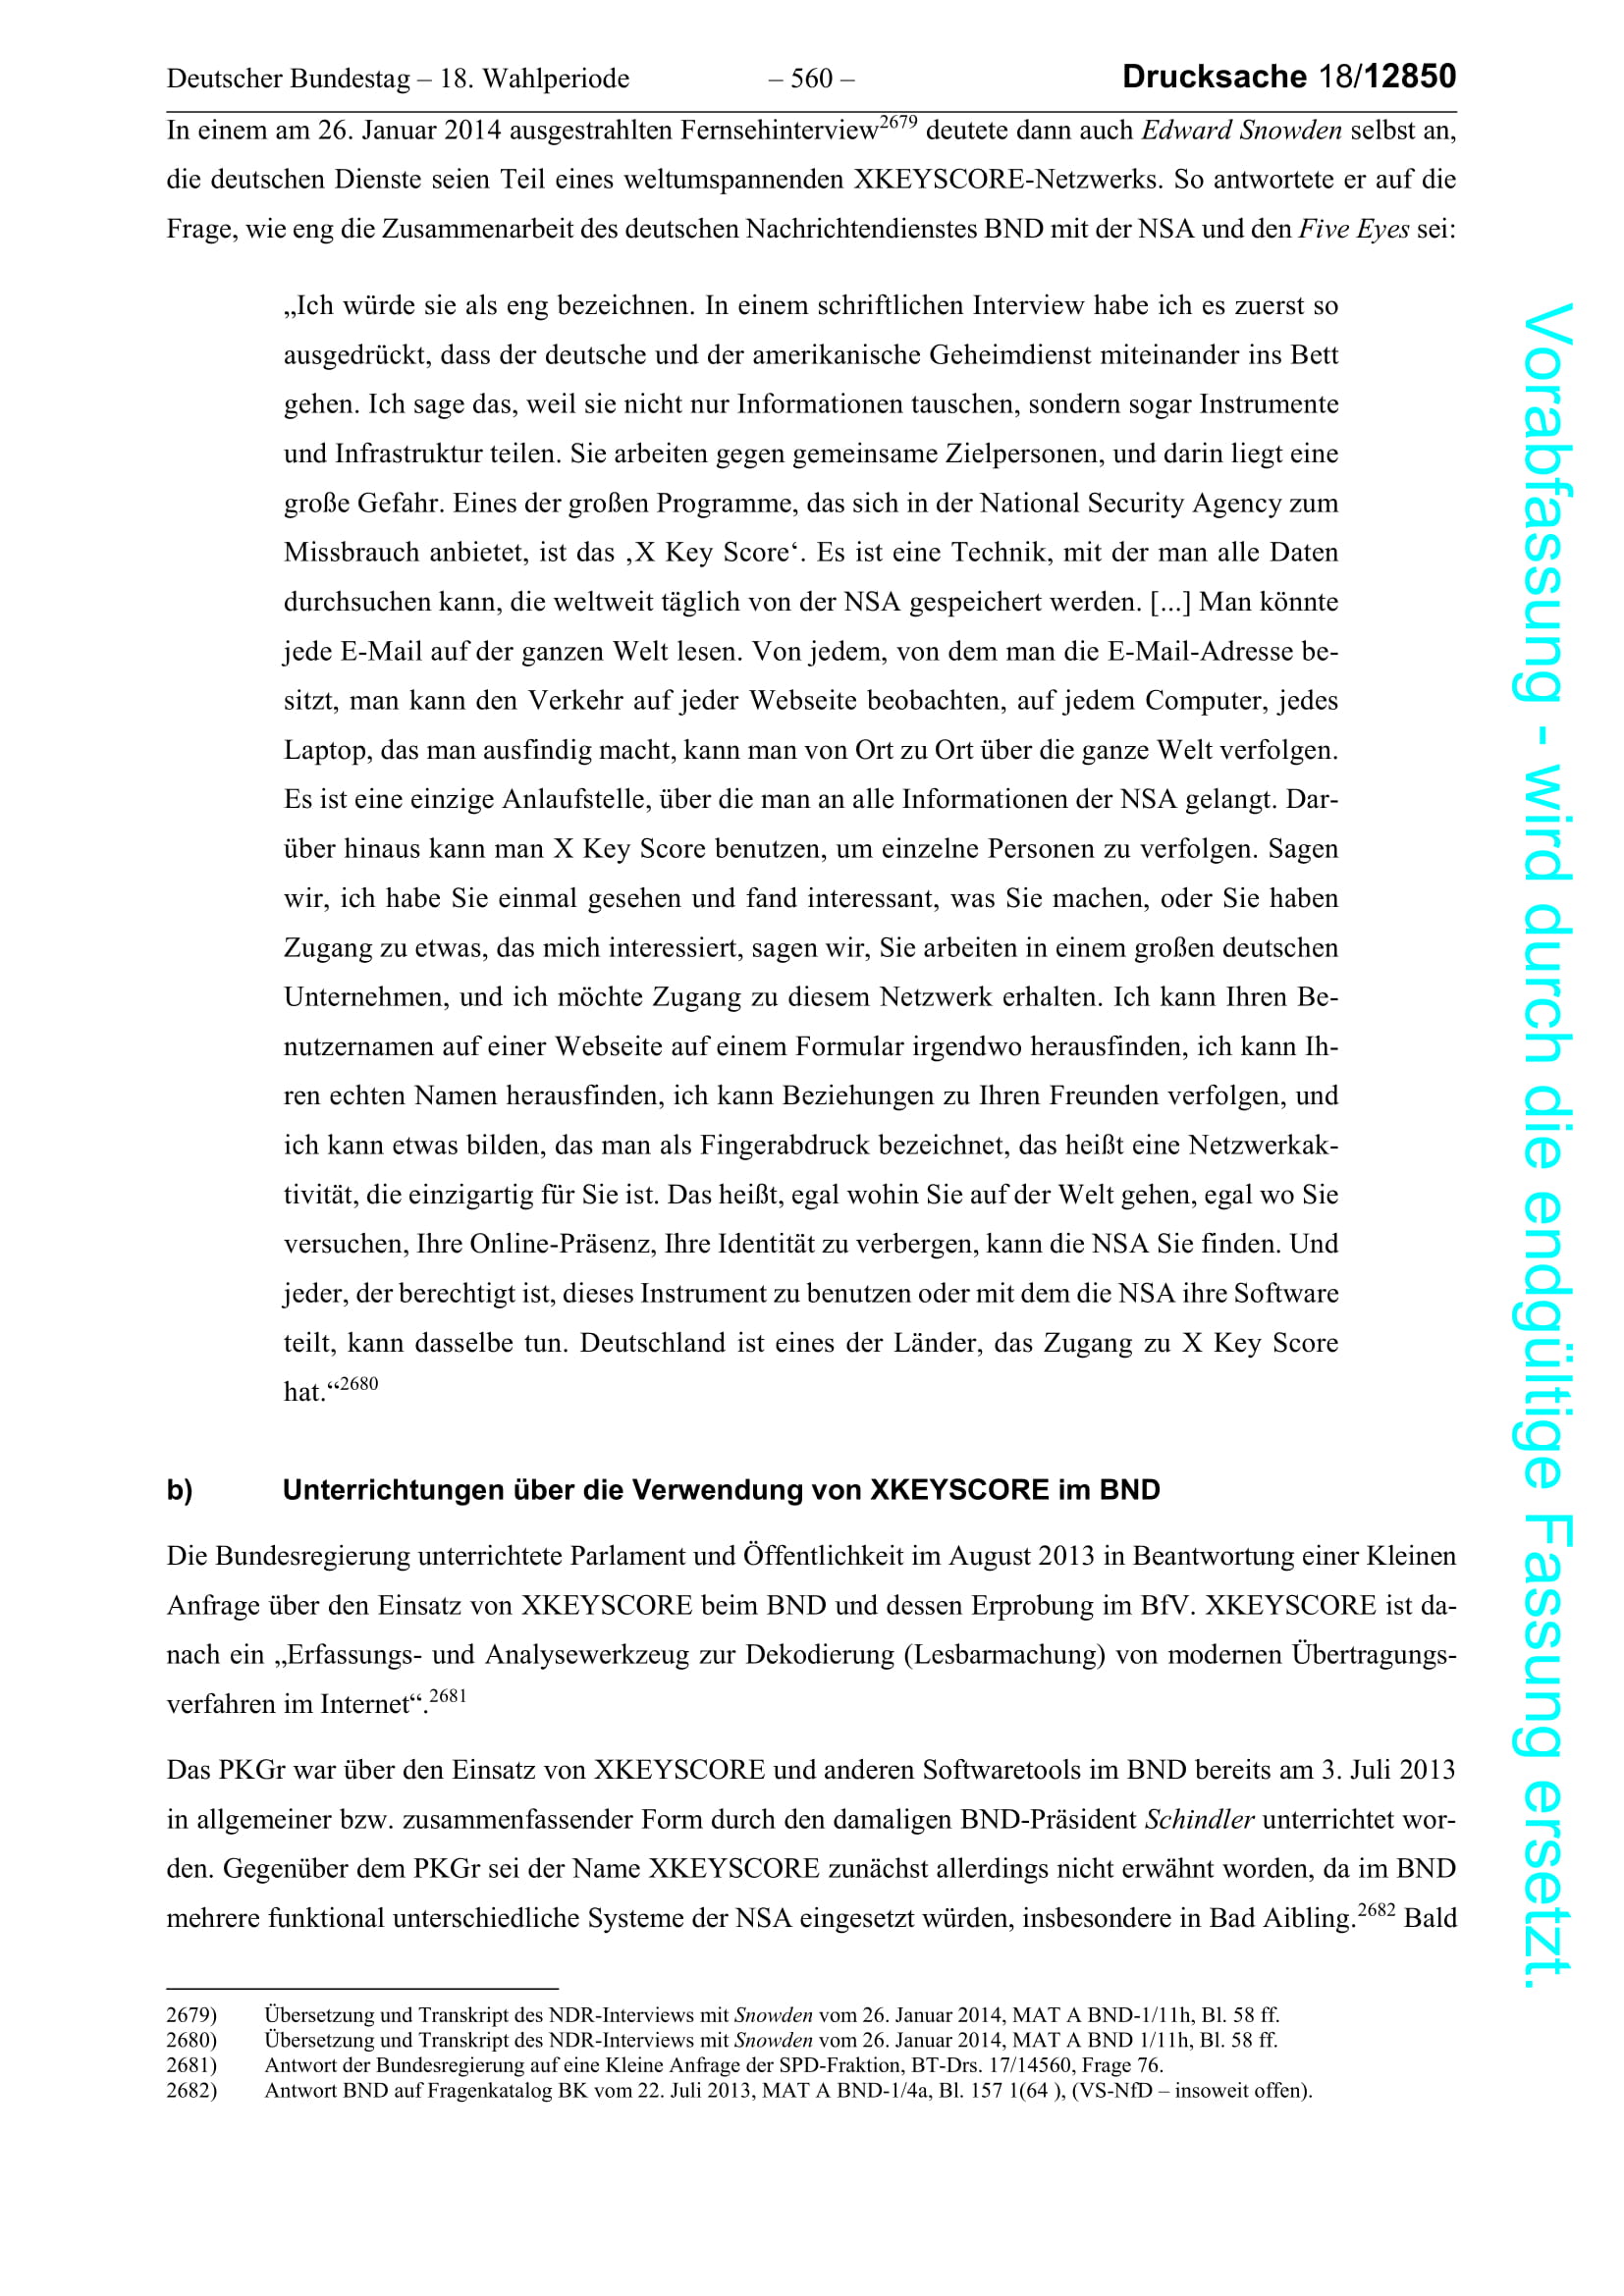 Deutscher Bundestag – 18. Wahlperiode – 560 – Drucksache 18/12850
In einem am 26. Januar 2014 ausgestrahlten Fernsehinterview2679 deutete dann auch Edward Snowden selbst an,
die deutschen Dienste seien Teil eines weltumspannenden XKEYSCORE-Netzwerks. So antwortete er auf die
Frage, wie eng die Zusammenarbeit des deutschen Nachrichtendienstes BND mit der NSA und den Five Eyes sei:
„Ich würde sie als eng bezeichnen. In einem schriftlichen Interview habe ich es zuerst so
ausgedrückt, dass der deutsche und der amerikanische Geheimdienst miteinander ins Bett
gehen. Ich sage das, weil sie nicht nur Informationen tauschen, sondern sogar Instrumente
und Infrastruktur teilen. Sie arbeiten gegen gemeinsame Zielpersonen, und darin liegt eine
große Gefahr. Eines der großen Programme, das sich in der National Security Agency zum
Missbrauch anbietet, ist das ‚X Key Score‘. Es ist eine Technik, mit der man alle Daten
durchsuchen kann, die weltweit täglich von der NSA gespeichert werden. [...] Man könnte
jede E-Mail auf der ganzen Welt lesen. Von jedem, von dem man die E-Mail-Adresse be-
sitzt, man kann den Verkehr auf jeder Webseite beobachten, auf jedem Computer, jedes
Laptop, das man ausfindig macht, kann man von Ort zu Ort über die ganze Welt verfolgen.
Es ist eine einzige Anlaufstelle, über die man an alle Informationen der NSA gelangt. Dar-
über hinaus kann man X Key Score benutzen, um einzelne Personen zu verfolgen. Sagen
wir, ich habe Sie einmal gesehen und fand interessant, was Sie machen, oder Sie haben
Zugang zu etwas, das mich interessiert, sagen wir, Sie arbeiten in einem großen deutschen
Unternehmen, und ich möchte Zugang zu diesem Netzwerk erhalten. Ich kann Ihren Be-
nutzernamen auf einer Webseite auf einem Formular irgendwo herausfinden, ich kann Ih-
ren echten Namen herausfinden, ich kann Beziehungen zu Ihren Freunden verfolgen, und
ich kann etwas bilden, das man als Fingerabdruck bezeichnet, das heißt eine Netzwerkak-
tivität, die einzigartig für Sie ist. Das heißt, egal wohin Sie auf der Welt gehen, egal wo Sie
versuchen, Ihre Online-Präsenz, Ihre Identität zu verbergen, kann die NSA Sie finden. Und
jeder, der berechtigt ist, dieses Instrument zu benutzen oder mit dem die NSA ihre Software
teilt, kann dasselbe tun. Deutschland ist eines der Länder, das Zugang zu X Key Score
hat.“2680
b) Unterrichtungen über die Verwendung von XKEYSCORE im BND
Die Bundesregierung unterrichtete Parlament und Öffentlichkeit im August 2013 in Beantwortung einer Kleinen
Anfrage über den Einsatz von XKEYSCORE beim BND und dessen Erprobung im BfV. XKEYSCORE ist da-
nach ein „Erfassungs- und Analysewerkzeug zur Dekodierung (Lesbarmachung) von modernen Übertragungs-
verfahren im Internet“.2681
Das PKGr war über den Einsatz von XKEYSCORE und anderen Softwaretools im BND bereits am 3. Juli 2013
in allgemeiner bzw. zusammenfassender Form durch den damaligen BND-Präsident Schindler unterrichtet wor-
den. Gegenüber dem PKGr sei der Name XKEYSCORE zunächst allerdings nicht erwähnt worden, da im BND
mehrere funktional unterschiedliche Systeme der NSA eingesetzt würden, insbesondere in Bad Aibling.2682 Bald
2679) Übersetzung und Transkript des NDR-Interviews mit Snowden vom 26. Januar 2014, MAT A BND-1/11h, Bl. 58 ff.
2680) Übersetzung und Transkript des NDR-Interviews mit Snowden vom 26. Januar 2014, MAT A BND 1/11h, Bl. 58 ff.
2681) Antwort der Bundesregierung auf eine Kleine Anfrage der SPD-Fraktion, BT-Drs. 17/14560, Frage 76.
2682) Antwort BND auf Fragenkatalog BK vom 22. Juli 2013, MAT A BND-1/4a, Bl. 157 1(64 ), (VS-NfD – insoweit offen).
Vorabfassung - wird durch die endgültige Fassung ersetzt.